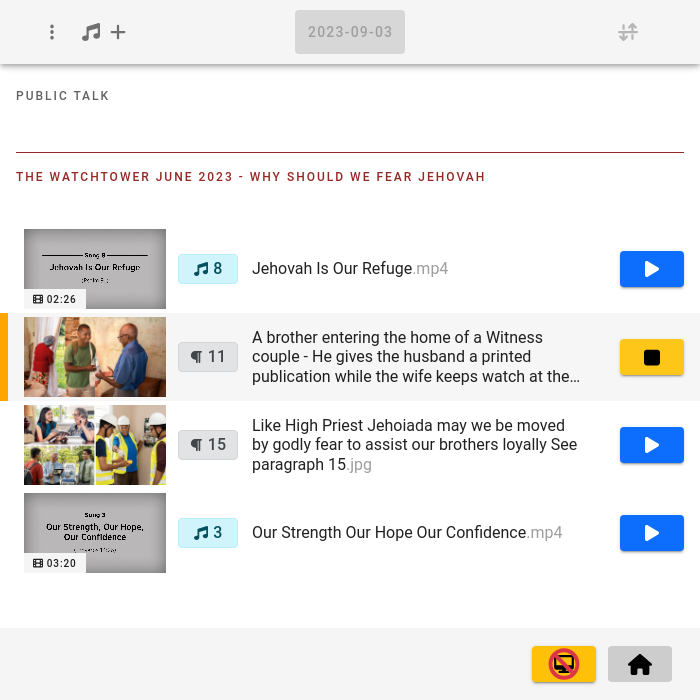 2023-09-03
PUBLIC TALK
THE WATCHTOWER JUNE 2023 - WHY SHOULD WE FEAR JEHOVAH
Song 8
Jehovah Is Our Refuge
02:26
8
Jehovah Is Our Refuge.mp4
¶ 11
A brother entering the home of a Witness
couple - He gives the husband a printed
publication while the wife keeps watch at the…
¶ 15
Like High Priest Jehoiada may we be moved
by godly fear to assist our brothers loyally See
paragraph 15.jpg
Song 3
Our Strength, Our Hope,
Our Confidence
03:20
3
Our Strength Our Hope Our Confidence.mp4